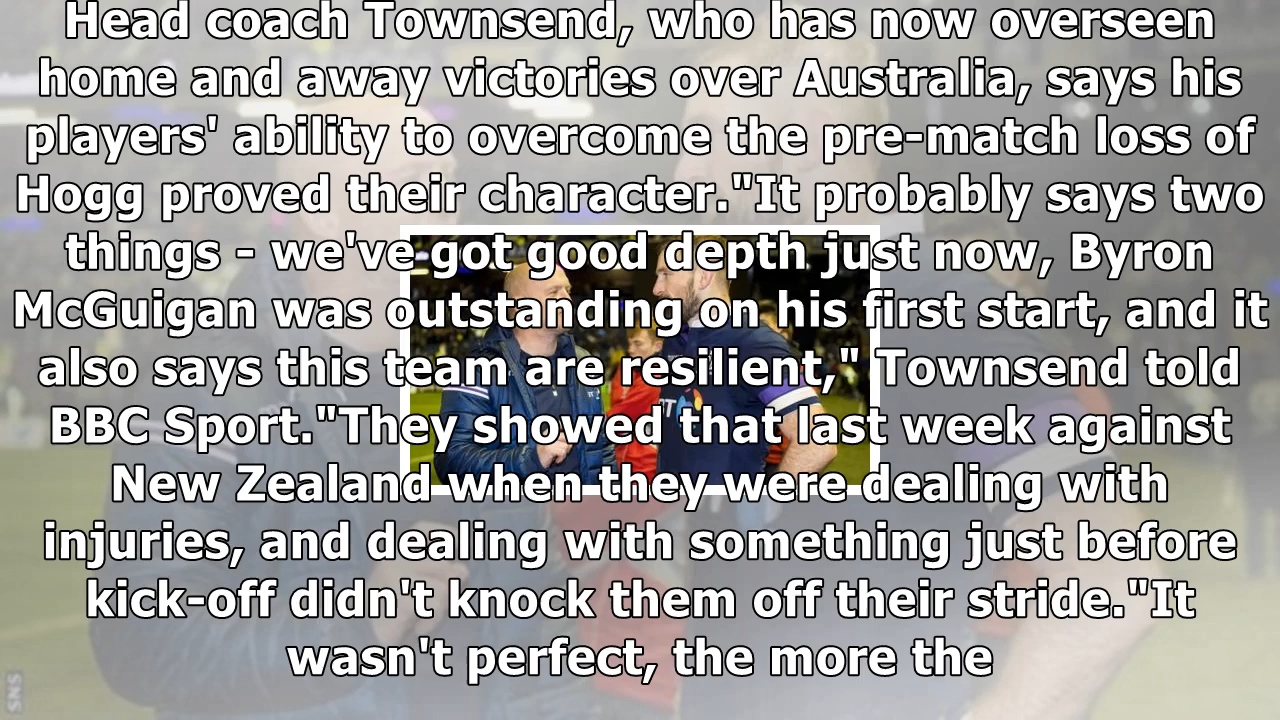 Head coach Townsend, who has now overseen
home and away victories over Australia, says his
players' ability to overcome the pre-match loss of
Hogg proved their character."It probably says two
things - we've got good depth just now, Byron
McGuigan was outstanding on his first start, and it
also says this team are resilient," Townsend told
BBC Sport."They showed that last week against
New Zealand when they were dealing with
injuries, and dealing with something just before
kick-off didn't knock them off their stride."It
wasn't perfect, the more the
SNS